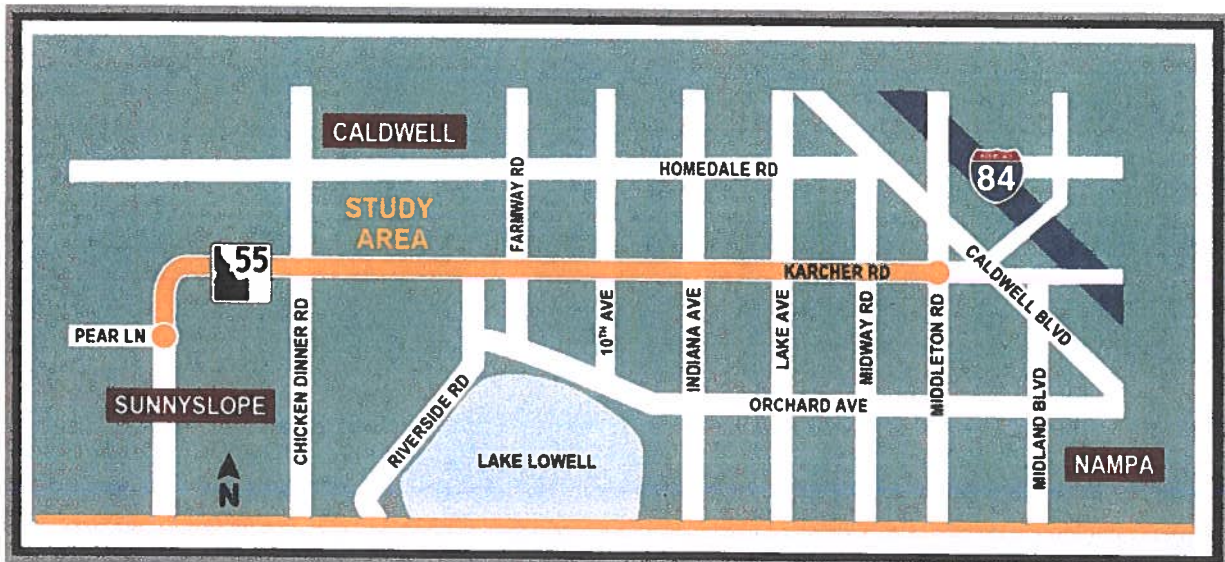 CALDWELL
HOMEDALE RD
FARMWAY RD
84
STUDY
AREA
55
KARCHER RD
CALDWELL BLVD
PEAR LN
CHICKEN DINNER RD
10TH AVE
INDIANA AVE
LAKE AVE
MIDWAY RD
MIDDLETON RD
MIDLAND BLVD
SUNNYSLOPE
RIVERSIDE RD
ORCHARD AVE
LAKE LOWELL
NAMPA
N